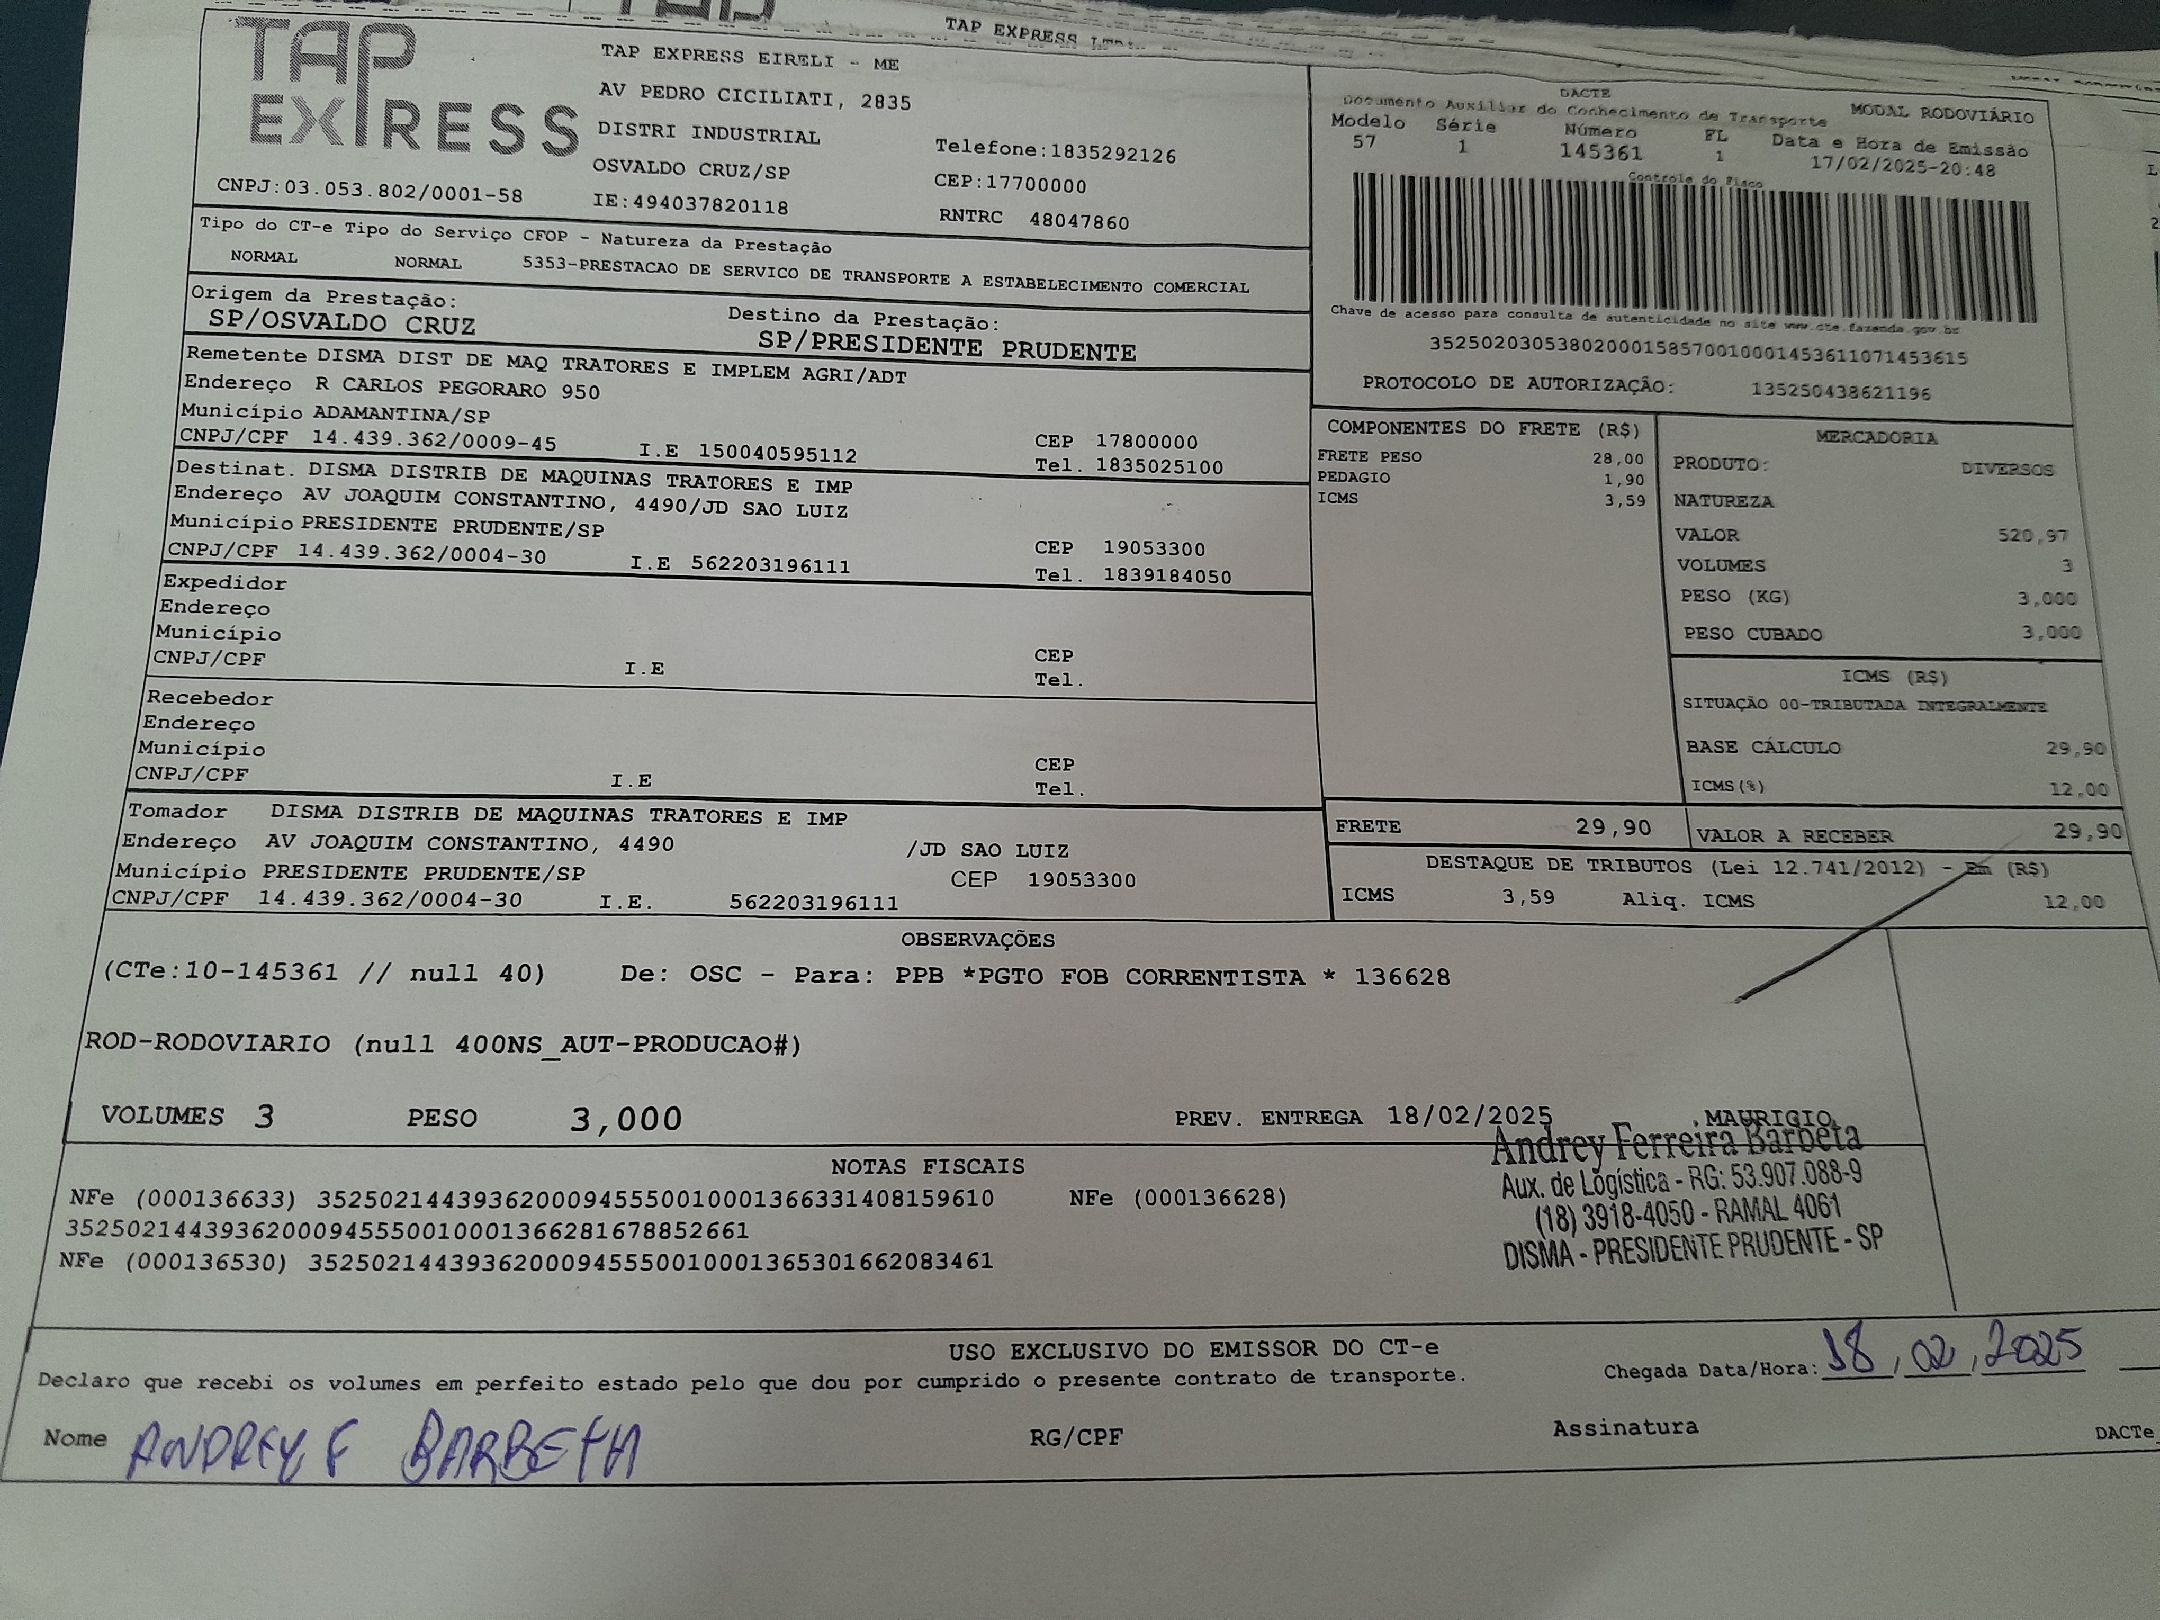 TAP EXPRESS LTDA
TAP
EXPRESS
TAP EXPRESS EIRELI - ME
AV PEDRO CICILIATI, 2835
DISTRI INDUSTRIAL
OSVALDO CRUZ/SP
Telefone:1835292126
CEP:17700000
CNPJ:03.053.802/0001-58
IE:494037820118
RNTRC 48047860
DACTE
Documento Auxiliar do Conhecimento de Transporte
MODAL RODOVIÁRIO
Modelo Série Número FL Data e Hora de Emissão
57 1 145361 1 17/02/2025-20:48
Controle do Fisco
Chave de acesso para consulta de autenticidade no site www.cte.fazenda.gov.br
35250203053802000158570010001453611071453615
PROTOCOLO DE AUTORIZAÇÃO: 135250438621196
Tipo do CT-e Tipo do Serviço CFOP - Natureza da Prestação
NORMAL NORMAL 5353-PRESTACAO DE SERVICO DE TRANSPORTE A ESTABELECIMENTO COMERCIAL
Origem da Prestação:
SP/OSVALDO CRUZ
Destino da Prestação:
SP/PRESIDENTE PRUDENTE
Remetente DISMA DIST DE MAQ TRATORES E IMPLEM AGRI/ADT
Endereço R CARLOS PEGORARO 950
Município ADAMANTINA/SP
CEP 17800000
CNPJ/CPF 14.439.362/0009-45 I.E 150040595112
Tel. 1835025100
Destinat. DISMA DISTRIB DE MAQUINAS TRATORES E IMP
Endereço AV JOAQUIM CONSTANTINO, 4490/JD SAO LUIZ
Município PRESIDENTE PRUDENTE/SP
CEP 19053300
CNPJ/CPF 14.439.362/0004-30 I.E 562203196111
Tel. 1839184050
Expedidor
Endereço
Município
CEP
CNPJ/CPF I.E
Tel.
Recebedor
Endereço
Município
CEP
CNPJ/CPF I.E
Tel.
Tomador DISMA DISTRIB DE MAQUINAS TRATORES E IMP
Endereço AV JOAQUIM CONSTANTINO, 4490 /JD SAO LUIZ
Município PRESIDENTE PRUDENTE/SP CEP 19053300
CNPJ/CPF 14.439.362/0004-30 I.E. 562203196111
COMPONENTES DO FRETE (R$)
FRETE PESO 28,00
PEDAGIO 1,90
ICMS 3,59
MERCADORIA
PRODUTO: DIVERSOS
NATUREZA
VALOR 520,97
VOLUMES 3
PESO (KG) 3,000
PESO CUBADO 3,000
ICMS (R$)
SITUAÇÃO 00-TRIBUTADA INTEGRALMENTE
BASE CÁLCULO 29,90
ICMS(%) 12,00
FRETE 29,90
VALOR A RECEBER 29,90
DESTAQUE DE TRIBUTOS (Lei 12.741/2012) - Em (R$)
ICMS 3,59 Aliq. ICMS 12,00
OBSERVAÇÕES
(CTe:10-145361 // null 40) De: OSC - Para: PPB *PGTO FOB CORRENTISTA * 136628
ROD-RODOVIARIO (null 400NS_AUT-PRODUCAO#)
VOLUMES 3 PESO 3,000 PREV. ENTREGA 18/02/2025 .MAURIGIO.
NOTAS FISCAIS
NFe (000136633) 35250214439362000945550010001366331408159610 NFe (000136628)
35250214439362000945550010001366281678852661
NFe (000136530) 35250214439362000945550010001365301662083461
Andrey Ferreira Barbeta
Aux. de Logística - RG: 53.907.088-9
(18) 3918-4050 - RAMAL 4061
DISMA - PRESIDENTE PRUDENTE - SP
USO EXCLUSIVO DO EMISSOR DO CT-e
Declaro que recebi os volumes em perfeito estado pelo que dou por cumprido o presente contrato de transporte.
Chegada Data/Hora: 18, 02, 2025
Nome ANDREY F BARBETA RG/CPF Assinatura
DACTe